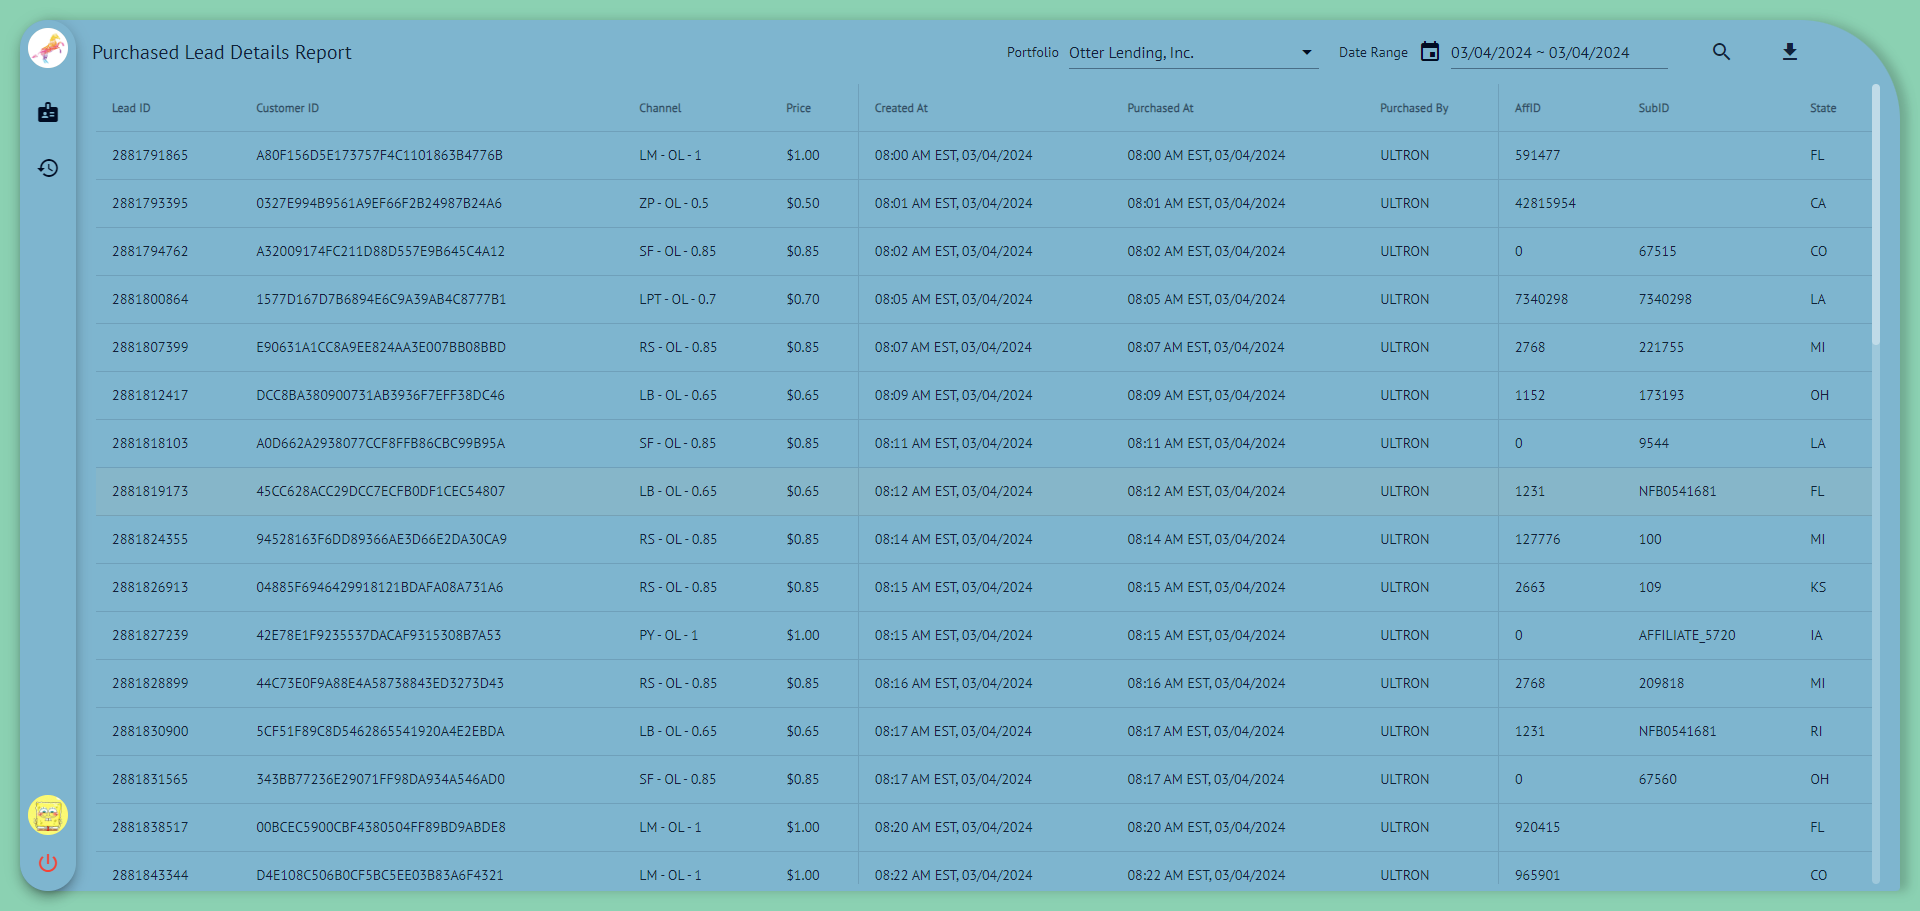 Purchased Lead Details Report Portfolio Otter Lending, Inc. Date Range 03/04/2024 ~ 03/04/2024
Lead ID Customer ID Channel Price Created At Purchased At Purchased By AffID SubID State
2881791865 A80F156D5E173757F4C1101863B4776B LM - OL - 1 $1.00 08:00 AM EST, 03/04/2024 08:00 AM EST, 03/04/2024 ULTRON 591477 FL
2881793395 0327E994B9561A9EF66F2B24987B24A6 ZP - OL - 0.5 $0.50 08:01 AM EST, 03/04/2024 08:01 AM EST, 03/04/2024 ULTRON 42815954 CA
2881794762 A32009174FC211D88D557E9B645C4A12 SF - OL - 0.85 $0.85 08:02 AM EST, 03/04/2024 08:02 AM EST, 03/04/2024 ULTRON 0 67515 CO
2881800864 1577D167D7B6894E6C9A39AB4C8777B1 LPT - OL - 0.7 $0.70 08:05 AM EST, 03/04/2024 08:05 AM EST, 03/04/2024 ULTRON 7340298 7340298 LA
2881807399 E90631A1CC8A9EE824AA3E007BB08BBD RS - OL - 0.85 $0.85 08:07 AM EST, 03/04/2024 08:07 AM EST, 03/04/2024 ULTRON 2768 221755 MI
2881812417 DCC8BA380900731AB3936F7EFF38DC46 LB - OL - 0.65 $0.65 08:09 AM EST, 03/04/2024 08:09 AM EST, 03/04/2024 ULTRON 1152 173193 OH
2881818103 A0D662A2938077CCF8FFB86CBC99B95A SF - OL - 0.85 $0.85 08:11 AM EST, 03/04/2024 08:11 AM EST, 03/04/2024 ULTRON 0 9544 LA
2881819173 45CC628ACC29DCC7ECFB0DF1CEC54807 LB - OL - 0.65 $0.65 08:12 AM EST, 03/04/2024 08:12 AM EST, 03/04/2024 ULTRON 1231 NFB0541681 FL
2881824355 94528163F6DD89366AE3D66E2DA30CA9 RS - OL - 0.85 $0.85 08:14 AM EST, 03/04/2024 08:14 AM EST, 03/04/2024 ULTRON 127776 100 MI
2881826913 04885F6946429918121BDAFA08A731A6 RS - OL - 0.85 $0.85 08:15 AM EST, 03/04/2024 08:15 AM EST, 03/04/2024 ULTRON 2663 109 KS
2881827239 42E78E1F9235537DACAF9315308B7A53 PY - OL - 1 $1.00 08:15 AM EST, 03/04/2024 08:15 AM EST, 03/04/2024 ULTRON 0 AFFILIATE_5720 IA
2881828899 44C73E0F9A88E4A58738843ED3273D43 RS - OL - 0.85 $0.85 08:16 AM EST, 03/04/2024 08:16 AM EST, 03/04/2024 ULTRON 2768 209818 MI
2881830900 5CF51F89C8D5462865541920A4E2EBDA LB - OL - 0.65 $0.65 08:17 AM EST, 03/04/2024 08:17 AM EST, 03/04/2024 ULTRON 1231 NFB0541681 RI
2881831565 343BB77236E29071FF98DA934A546AD0 SF - OL - 0.85 $0.85 08:17 AM EST, 03/04/2024 08:17 AM EST, 03/04/2024 ULTRON 0 67560 OH
2881838517 00BCEC5900CBF4380504FF89BD9ABDE8 LM - OL - 1 $1.00 08:20 AM EST, 03/04/2024 08:20 AM EST, 03/04/2024 ULTRON 920415 FL
2881843344 D4E108C506B0CF5BC5EE03B83A6F4321 LM - OL - 1 $1.00 08:22 AM EST, 03/04/2024 08:22 AM EST, 03/04/2024 ULTRON 965901 CO